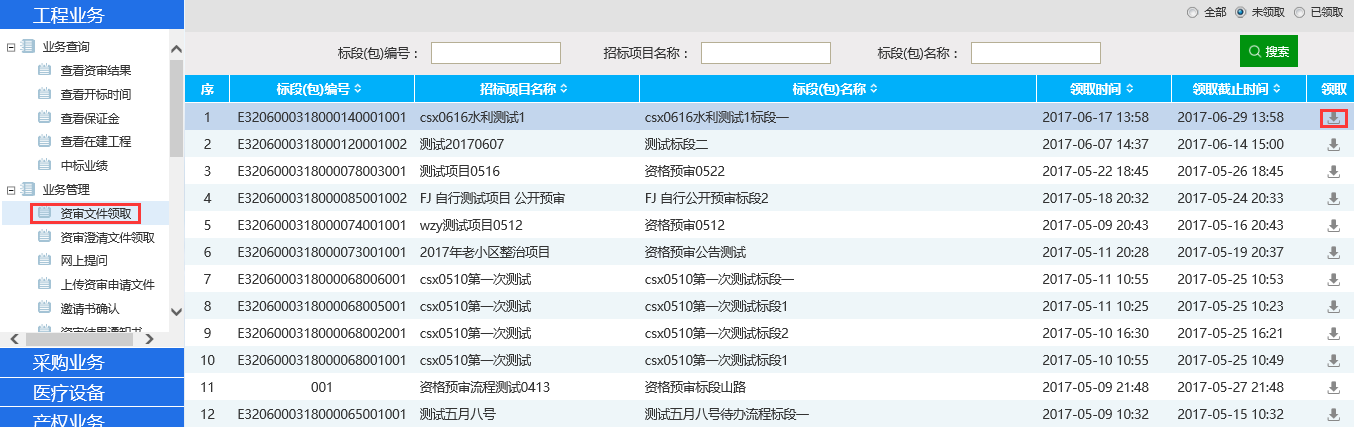 工程业务
业务查询
查看资审结果
查看开标时间
查看保证金
查看在建工程
中标业绩
业务管理
资审文件领取
资审澄清文件领取
网上提问
上传资审申请文件
邀请书确认
资审结果通知书
采购业务
医疗设备
产权业务
全部 未领取 已领取
标段(包)编号： 招标项目名称： 标段(包)名称： 搜索
序 标段(包)编号 招标项目名称 标段(包)名称 领取时间 领取截止时间 领取
1 E3206000318000140001001 csx0616水利测试1 csx0616水利测试1标段一 2017-06-17 13:58 2017-06-29 13:58
2 E3206000318000120001002 测试20170607 测试标段二 2017-06-07 14:37 2017-06-14 15:00
3 E3206000318000078003001 测试项目0516 资格预审0522 2017-05-22 18:45 2017-05-26 18:45
4 E3206000318000085001002 FJ 自行测试项目 公开预审 FJ 自行公开预审标段2 2017-05-18 20:32 2017-05-24 20:33
5 E3206000318000074001001 wzy测试项目0512 资格预审0512 2017-05-09 20:43 2017-05-16 20:43
6 E3206000318000073001001 2017年老小区整治项目 资格预审公告测试 2017-05-11 20:28 2017-05-19 20:37
7 E3206000318000068006001 csx0510第一次测试 csx0510第一次测试标段一 2017-05-11 10:55 2017-05-25 10:53
8 E3206000318000068005001 csx0510第一次测试 csx0510第一次测试标段1 2017-05-11 10:25 2017-05-25 10:23
9 E3206000318000068002001 csx0510第一次测试 csx0510第一次测试标段2 2017-05-10 16:30 2017-05-25 16:21
10 E3206000318000068001001 csx0510第一次测试 csx0510第一次测试标段1 2017-05-10 10:55 2017-05-25 10:49
11 001 资格预审流程测试0413 资格预审标段山路 2017-05-09 21:48 2017-05-27 21:48
12 E3206000318000065001001 测试五月八号 测试五月八号待办流程标段一 2017-05-09 10:32 2017-05-15 10:32